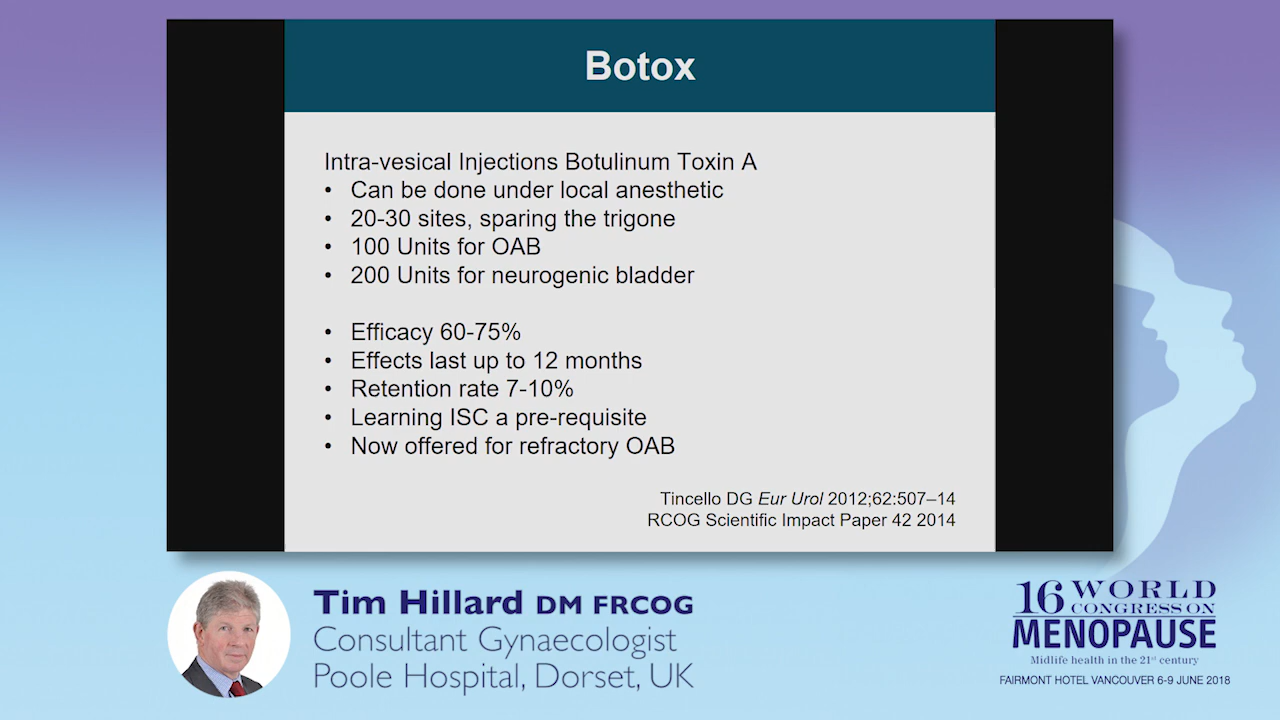 Botox
Intra-vesical Injections Botulinum Toxin A
• Can be done under local anesthetic
• 20-30 sites, sparing the trigone
• 100 Units for OAB
• 200 Units for neurogenic bladder
• Efficacy 60-75%
• Effects last up to 12 months
• Retention rate 7-10%
• Learning ISC a pre-requisite
• Now offered for refractory OAB
Tincello DG Eur Urol 2012;62:507–14
RCOG Scientific Impact Paper 42 2014
Tim Hillard DM FRCOG
Consultant Gynaecologist
Poole Hospital, Dorset, UK
16 WORLD
CONGRESS ON
MENOPAUSE
Midlife health in the 21st century
FAIRMONT HOTEL VANCOUVER 6-9 JUNE 2018